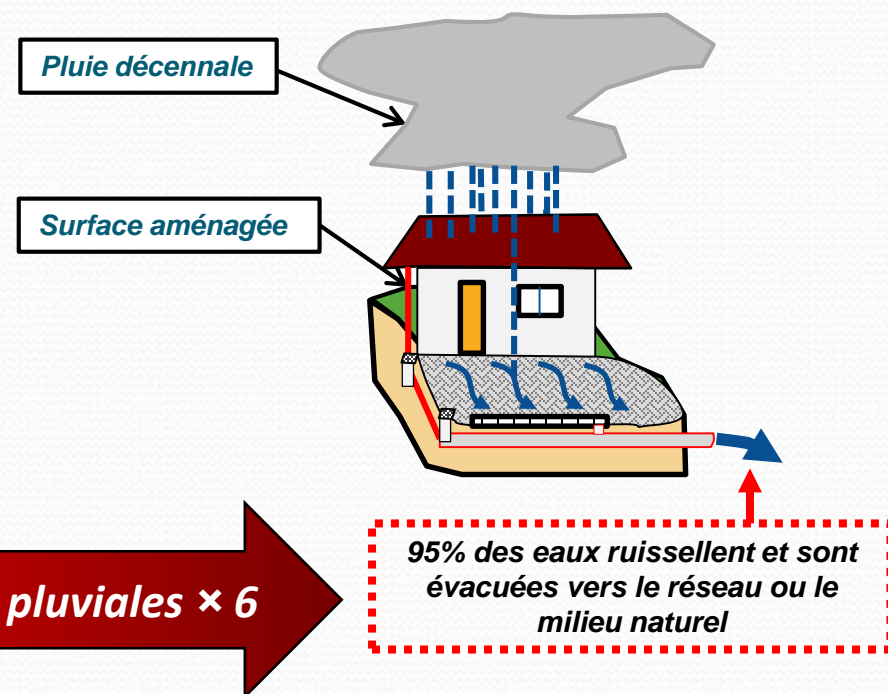 Pluie décennale
Surface aménagée
pluviales × 6
95% des eaux ruissellent et sont
évacuées vers le réseau ou le
milieu naturel